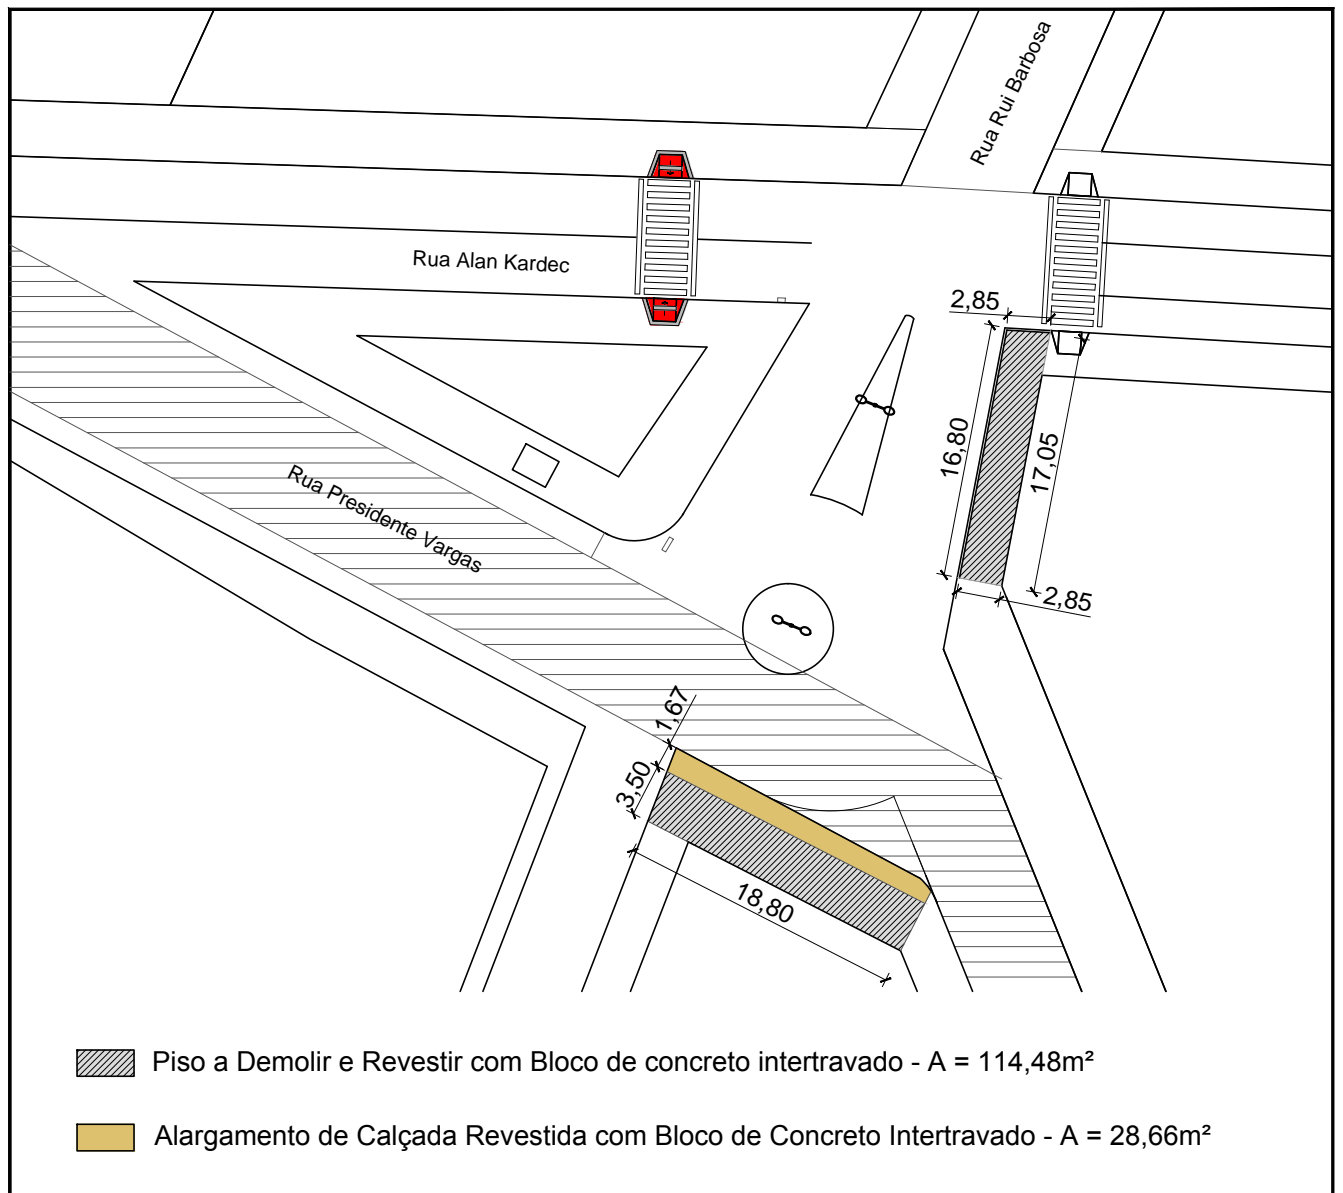 Rua Rui Barbosa
Rua Alan Kardec
2,85
16,80
17,05
Rua Presidente Vargas
2,85
1,67
3,50
18,80
Piso a Demolir e Revestir com Bloco de concreto intertravado - A = 114,48m²
Alargamento de Calçada Revestida com Bloco de Concreto Intertravado - A = 28,66m²